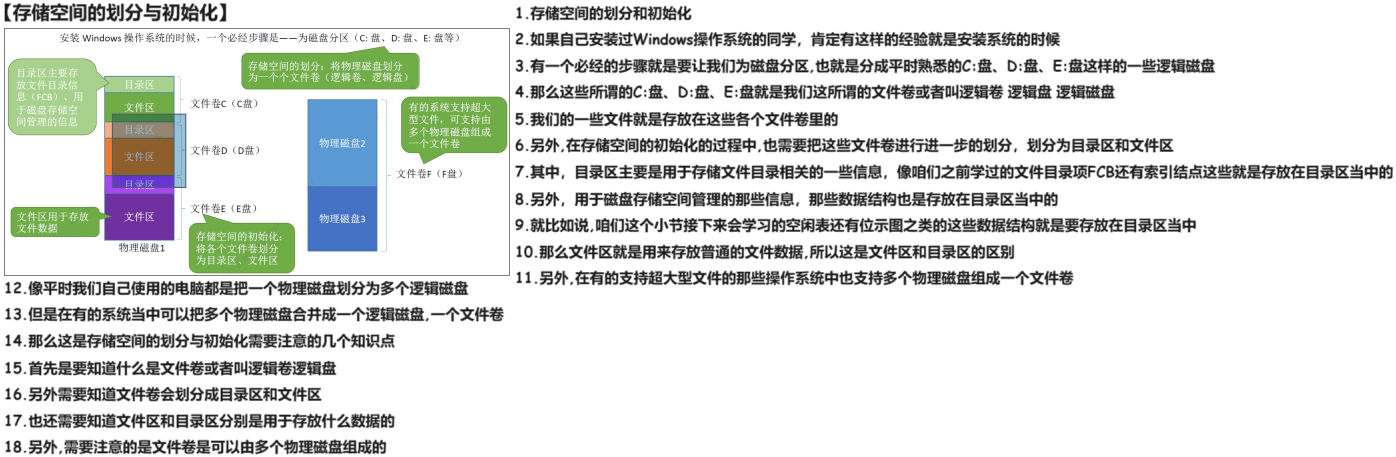 【存储空间的划分与初始化】
安装 Windows 操作系统的时候，一个必经步骤是——为磁盘分区（C: 盘、D: 盘、E: 盘等）
存储空间的划分：将物理磁盘划分
为一个个文件卷（逻辑卷、逻辑盘）
目录区主要存
放文件目录信
息（FCB）、用
于磁盘存储空
间管理的信息
目录区
文件区
文件卷C（C盘）
目录区
文件区
文件卷D（D盘）
目录区
文件区
文件卷E（E盘）
文件区用于存放
文件数据
物理磁盘1
存储空间的初始化：
将各个文件卷划分
为目录区、文件区
有的系统支持超大
型文件，可支持由
多个物理磁盘组成
一个文件卷
物理磁盘2
物理磁盘3
文件卷F（F盘）
1.存储空间的划分和初始化
2.如果自己安装过Windows操作系统的同学，肯定有这样的经验就是安装系统的时候
3.有一个必经的步骤就是要让我们为磁盘分区,也就是分成平时熟悉的C:盘、D:盘、E:盘这样的一些逻辑磁盘
4.那么这些所谓的C:盘、D:盘、E:盘就是我们这所谓的文件卷或者叫逻辑卷 逻辑盘 逻辑磁盘
5.我们的一些文件就是存放在这些各个文件卷里的
6.另外,在存储空间的初始化的过程中,也需要把这些文件卷进行进一步的划分，划分为目录区和文件区
7.其中，目录区主要是用于存储文件目录相关的一些信息，像咱们之前学过的文件目录项FCB还有索引结点这些就是存放在目录区当中的
8.另外，用于磁盘存储空间管理的那些信息，那些数据结构也是存放在目录区当中的
9.就比如说,咱们这个小节接下来会学习的空闲表还有位示图之类的这些数据结构就是要存放在目录区当中
10.那么文件区就是用来存放普通的文件数据,所以这是文件区和目录区的区别
11.另外,在有的支持超大型文件的那些操作系统中也支持多个物理磁盘组成一个文件卷
12.像平时我们自己使用的电脑都是把一个物理磁盘划分为多个逻辑磁盘
13.但是在有的系统当中可以把多个物理磁盘合并成一个逻辑磁盘,一个文件卷
14.那么这是存储空间的划分与初始化需要注意的几个知识点
15.首先是要知道什么是文件卷或者叫逻辑卷逻辑盘
16.另外需要知道文件卷会划分成目录区和文件区
17.也还需要知道文件区和目录区分别是用于存放什么数据的
18.另外,需要注意的是文件卷是可以由多个物理磁盘组成的